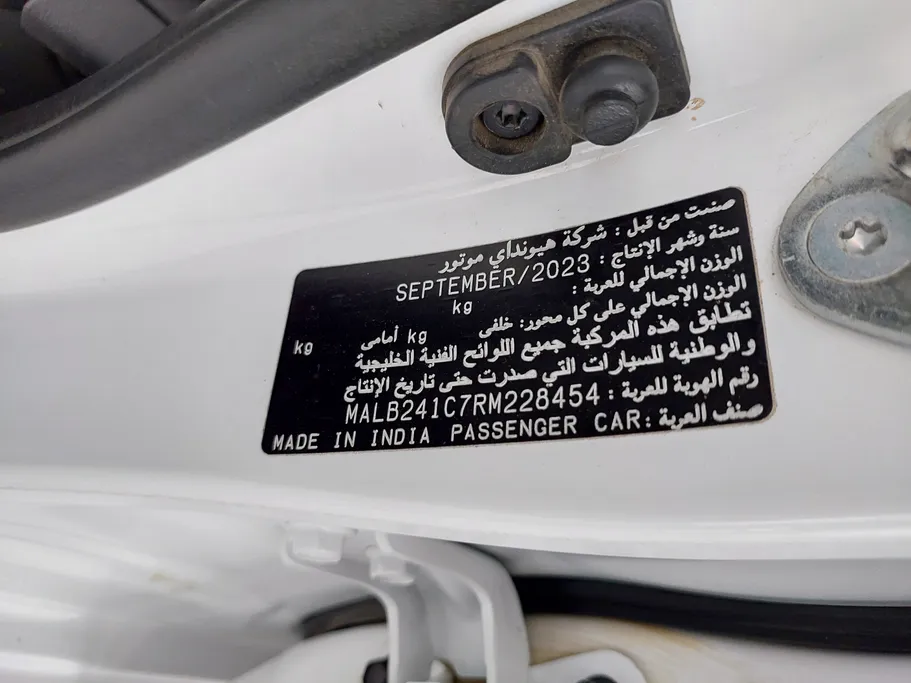 صنعت من قبل : شركة هيونداي موتور
سنة وشهر الإنتاج : SEPTEMBER/2023
الوزن الإجمالي للعربة : kg
الوزن الإجمالي على كل محور: خلفى kg أمامى kg
تطابق هذه المركبة جميع اللوائح الفنية الخليجية
والوطنية للسيارات التي صدرت حتى تاريخ الإنتاج
رقم الهوية للعربة : MALB241C7RM228454
صنف العربة : PASSENGER CAR MADE IN INDIA